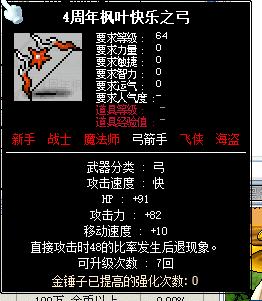 4周年枫叶快乐之弓
要求等级: 64
要求力量: 0
要求敏捷: 0
要求智力: 0
要求运气: 0
要求人气度: -
道具等级: -
道具经验值: -
新手 战士 魔法师 弓箭手 飞侠 海盗
武器分类 : 弓
攻击速度 : 快
HP : +91
攻击力 : +82
移动速度 : +10
直接攻击时48的比率发生后退现象。
可升级次数 : 7回
金锤子已提高的强化次数: 0